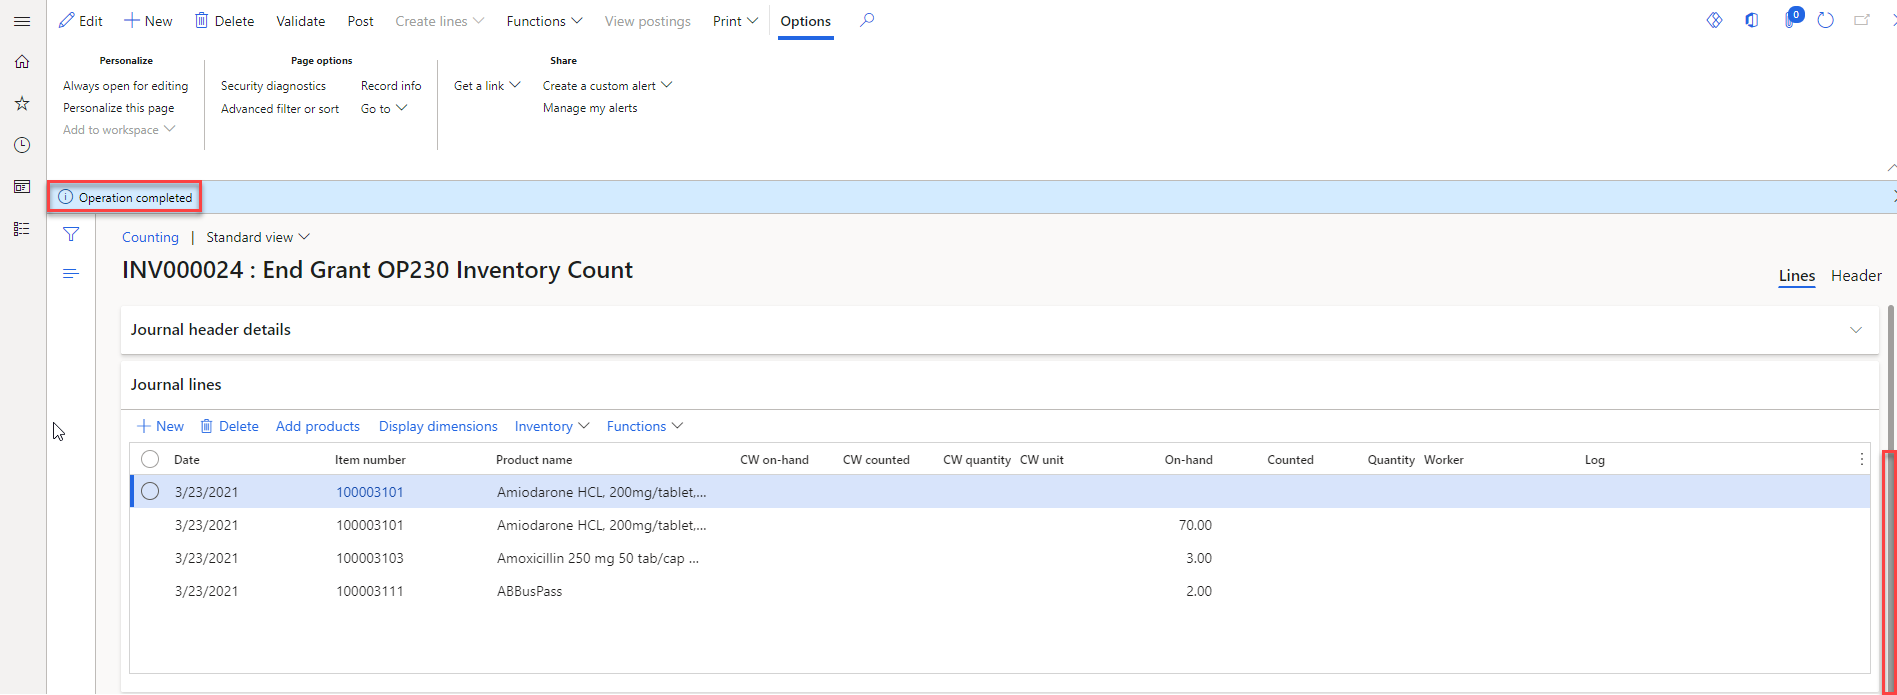 Edit New Delete Validate Post Create lines Functions View postings Print Options 0
Personalize Page options Share
Always open for editing Security diagnostics Record info Get a link Create a custom alert
Personalize this page Advanced filter or sort Go to Manage my alerts
Add to workspace
Operation completed
Counting | Standard view
INV000024 : End Grant OP230 Inventory Count
Lines Header
Journal header details
Journal lines
New Delete Add products Display dimensions Inventory Functions
Date Item number Product name CW on-hand CW counted CW quantity CW unit On-hand Counted Quantity Worker Log
3/23/2021 100003101 Amiodarone HCL, 200mg/tablet,...
3/23/2021 100003101 Amiodarone HCL, 200mg/tablet,... 70.00
3/23/2021 100003103 Amoxicillin 250 mg 50 tab/cap ... 3.00
3/23/2021 100003111 ABBusPass 2.00